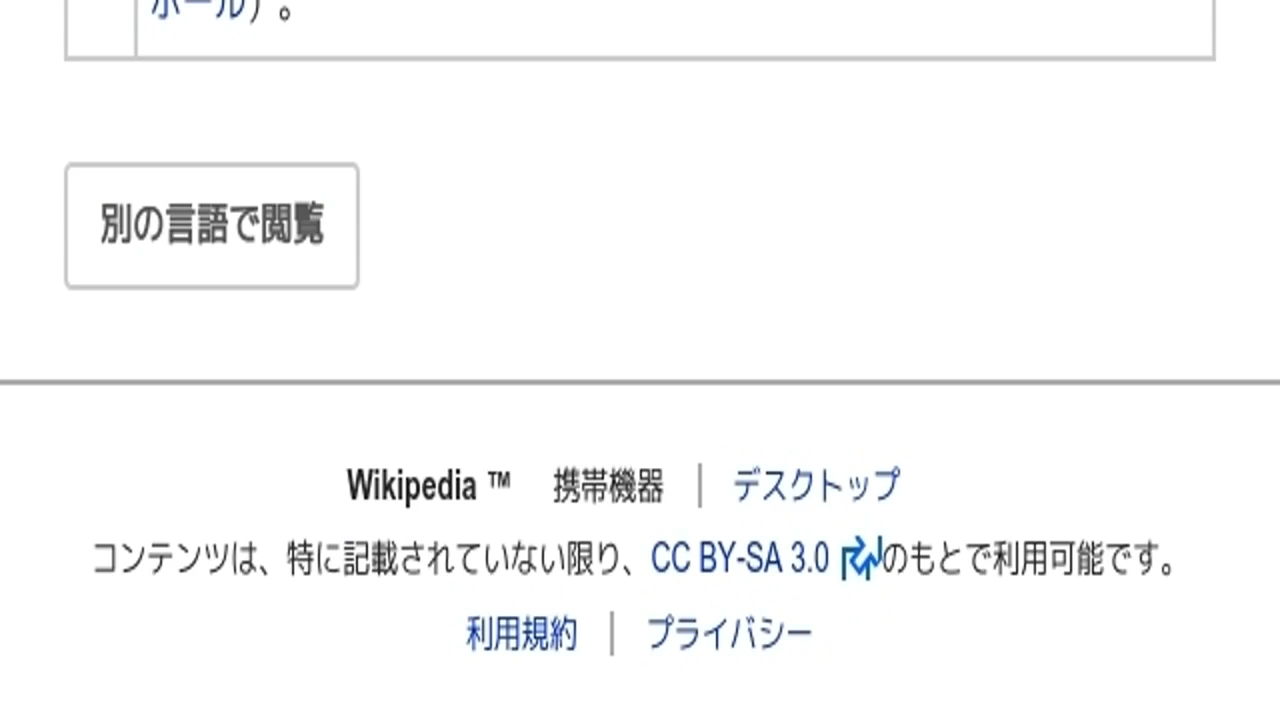 ポール）。
別の言語で閲覧
Wikipedia ™ 携帯機器 | デスクトップ
コンテンツは、特に記載されていない限り、CC BY-SA 3.0 のもとで利用可能です。
利用規約 | プライバシー